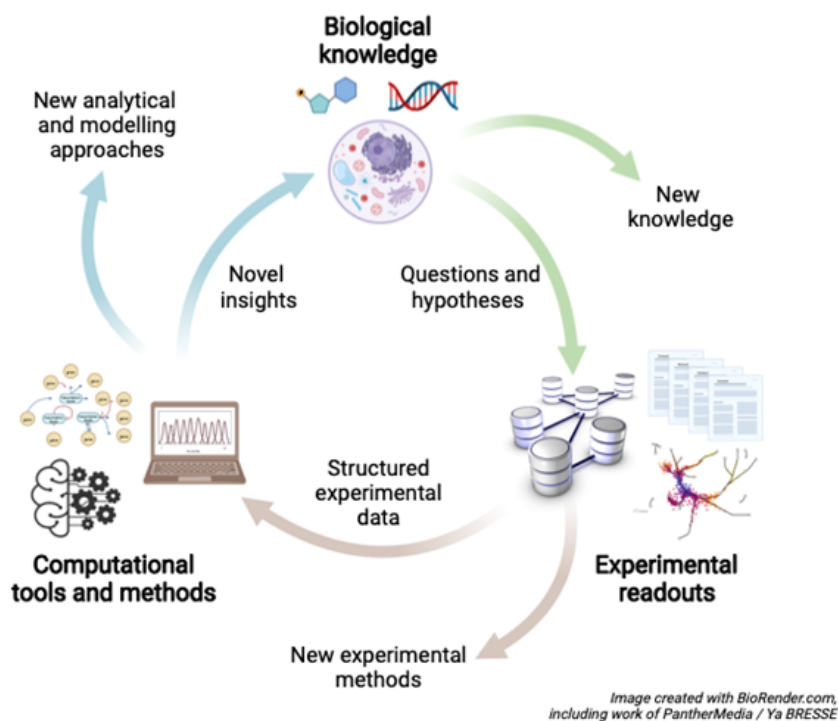 Biological
knowledge
New analytical
and modelling
approaches
New
knowledge
Novel
insights
Questions and
hypotheses
Structured
experimental
data
Computational
tools and methods
Experimental
readouts
New experimental
methods
Image created with BioRender.com,
including work of PantherMedia / Ya BRESSE